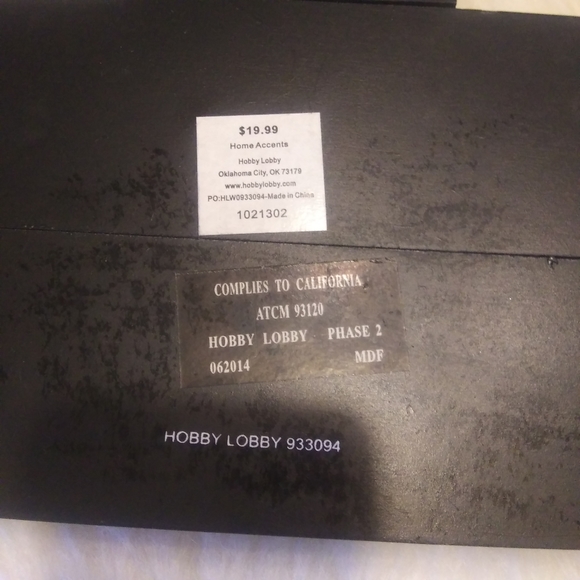 $19.99
Home Accents
Hobby Lobby
Oklahoma City, OK 73179
www.hobbylobby.com
PO:HLW0933094-Made in China
1021302
COMPLIES TO CALIFORNIA
ATCM 93120
HOBBY LOBBY PHASE 2
062014 MDF
HOBBY LOBBY 933094